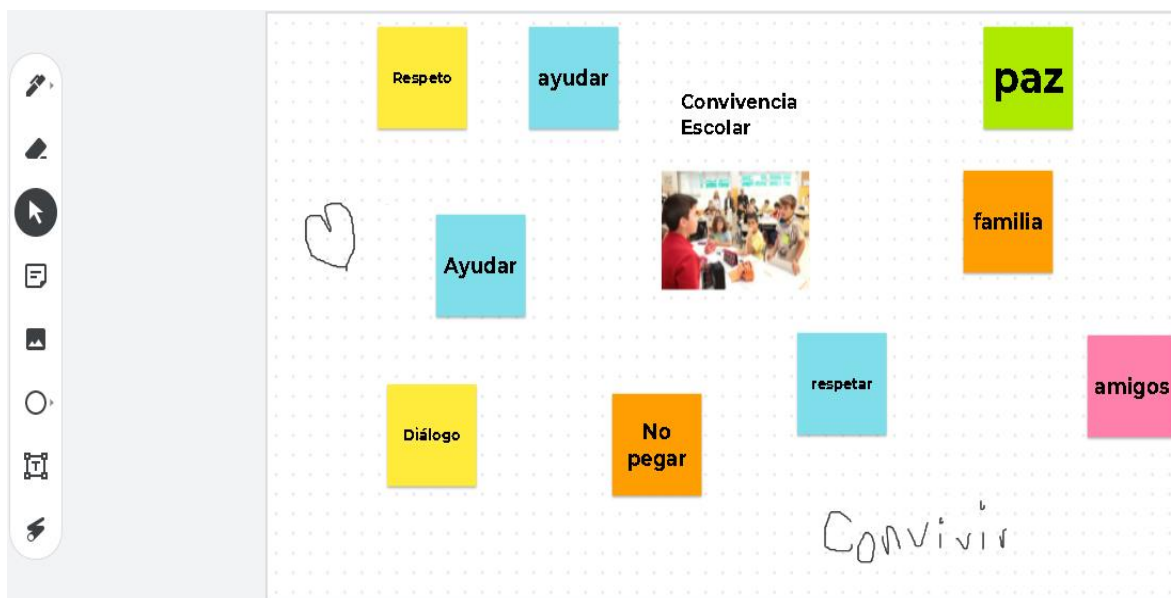 Respeto
ayudar
Convivencia
Escolar
paz
familia
Ayudar
respetar
amigos
Diálogo
No
pegar
Convivir